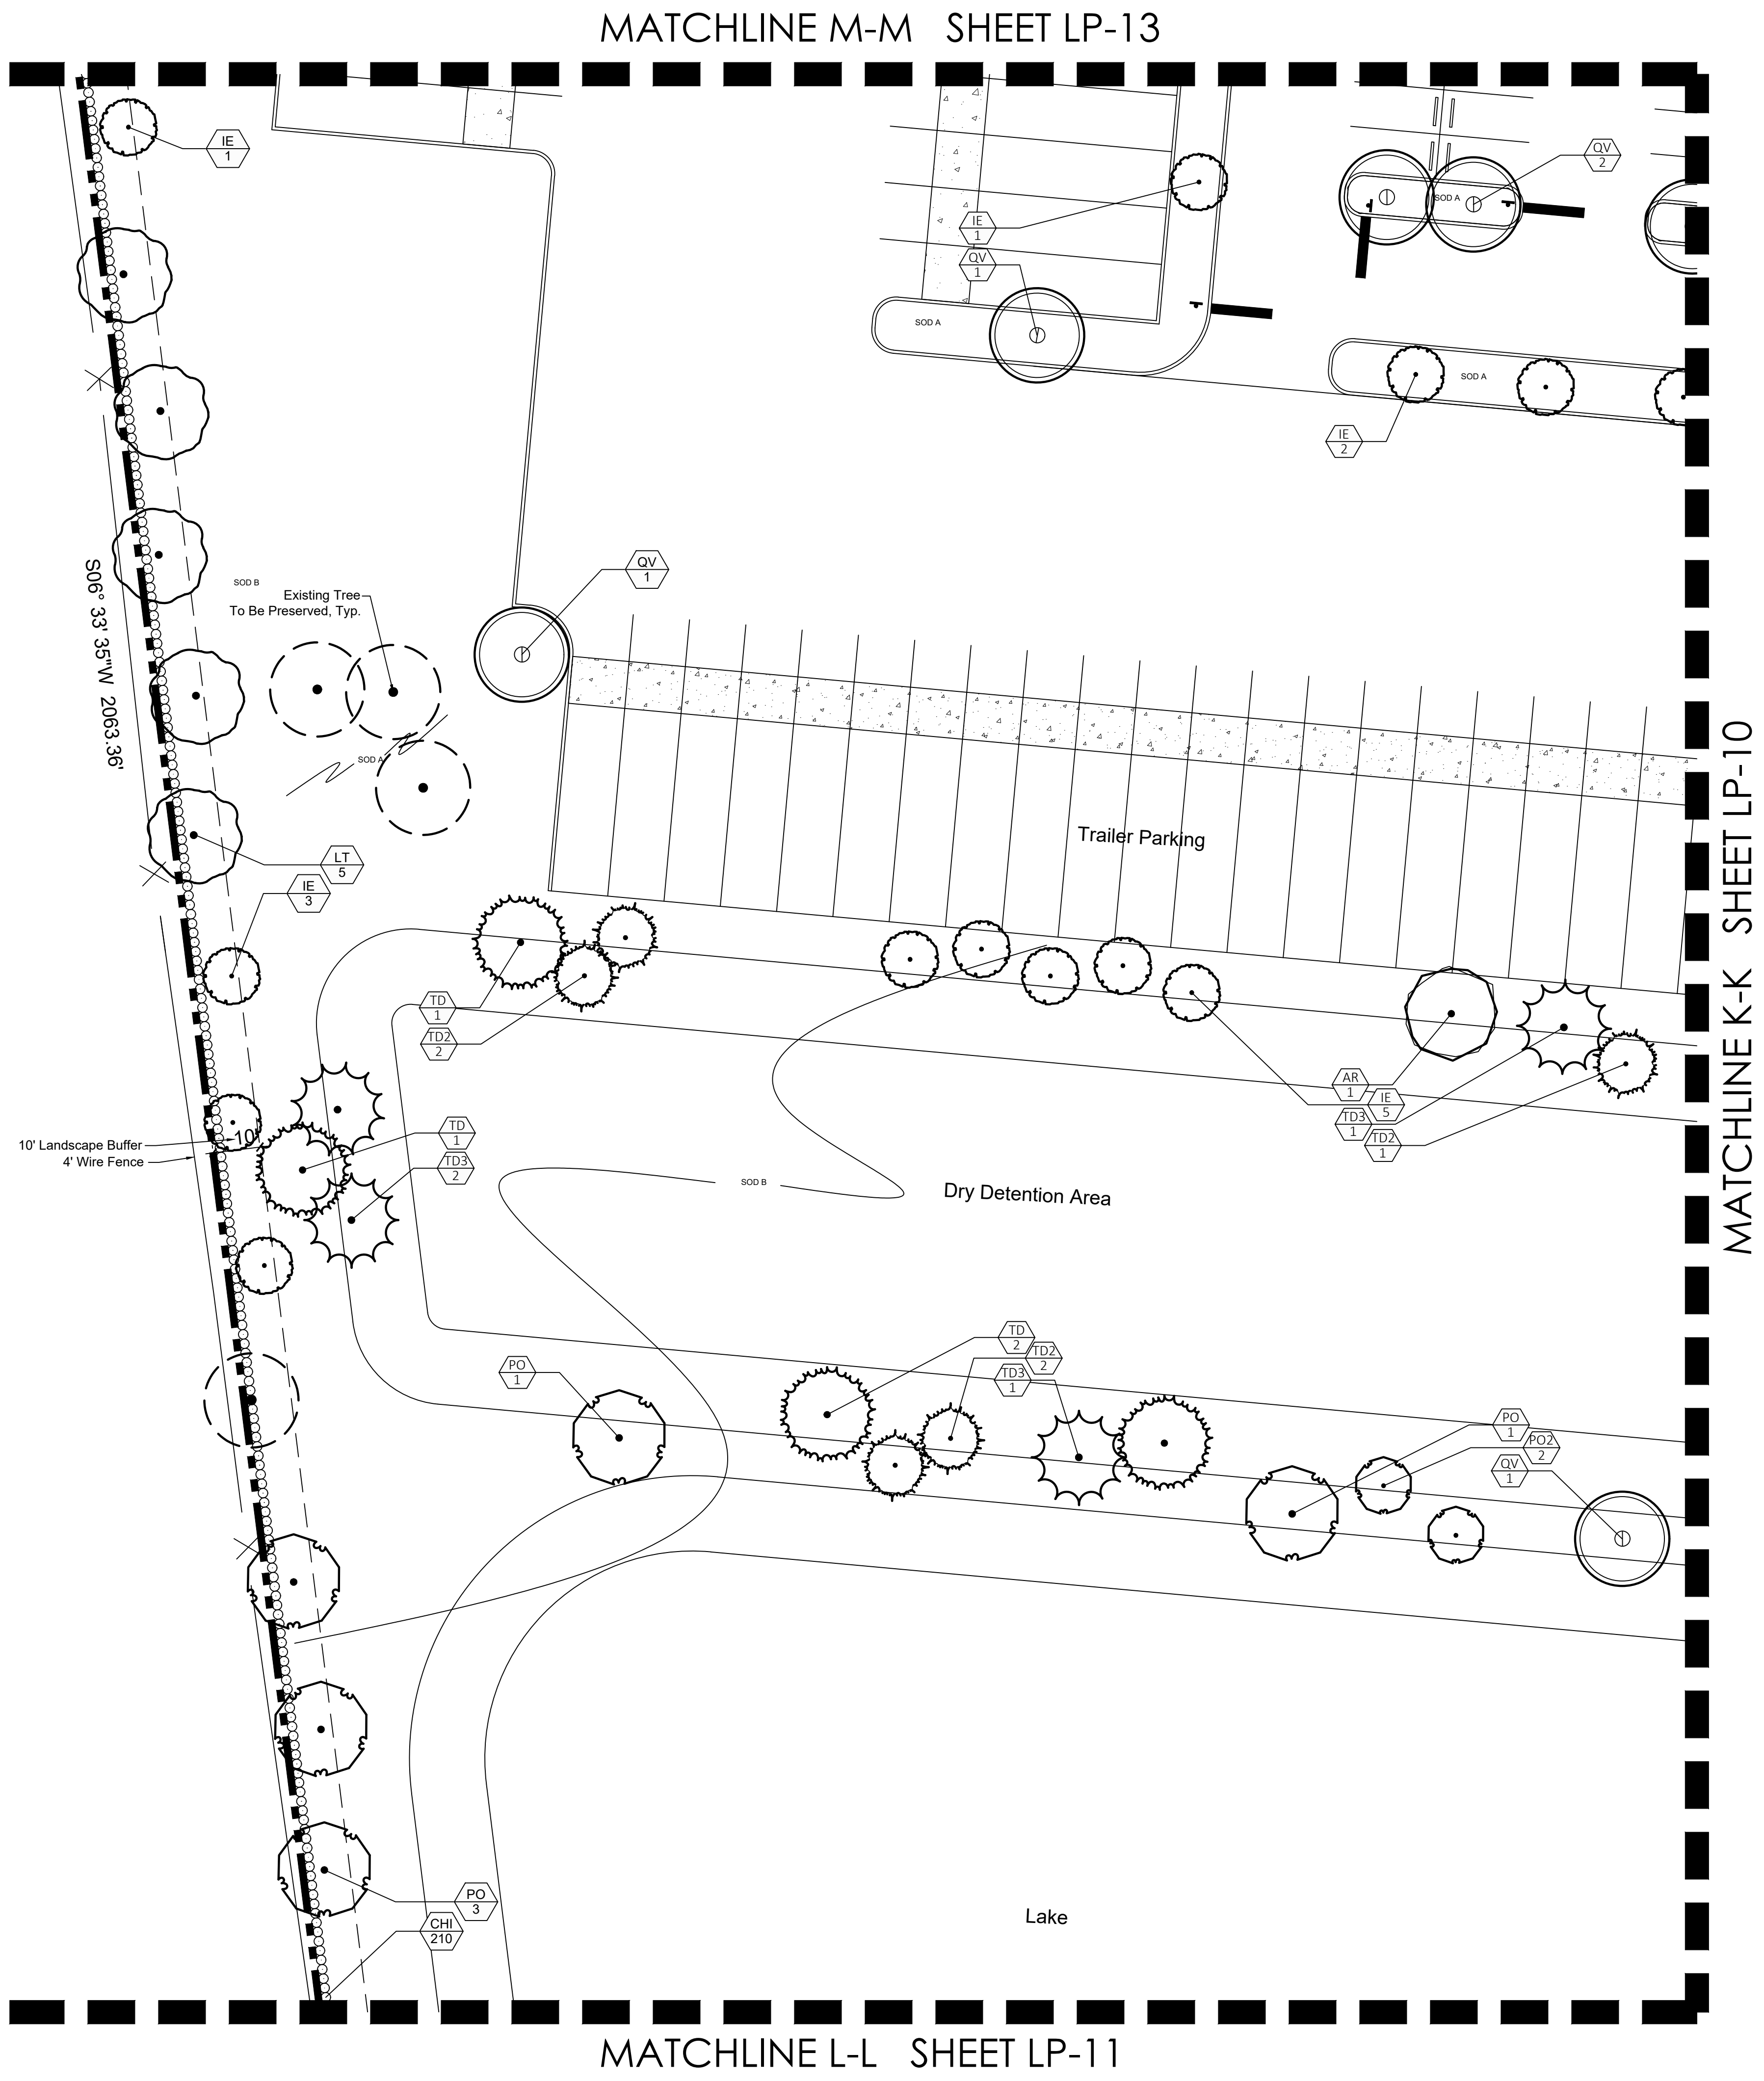 MATCHLINE M-M   SHEET LP-13
IE
1
QV
2
SOD A
IE
1
QV
1
SOD A
SOD A
IE
2
S06° 33' 35"W  2063.36'
QV
1
SOD B
Existing Tree
To Be Preserved, Typ.
SOD A
MATCHLINE K-K   SHEET LP-10
Trailer Parking
LT
5
IE
3
TD
1
TD2
2
AR
1
IE
5
TD3
1
TD2
1
10' Landscape Buffer
10'
4' Wire Fence
TD
1
TD3
2
SOD B
Dry Detention Area
TD
2
TD2
2
TD3
1
PO
1
PO
1
PO2
2
QV
1
PO
3
CHI
210
Lake
MATCHLINE L-L   SHEET LP-11